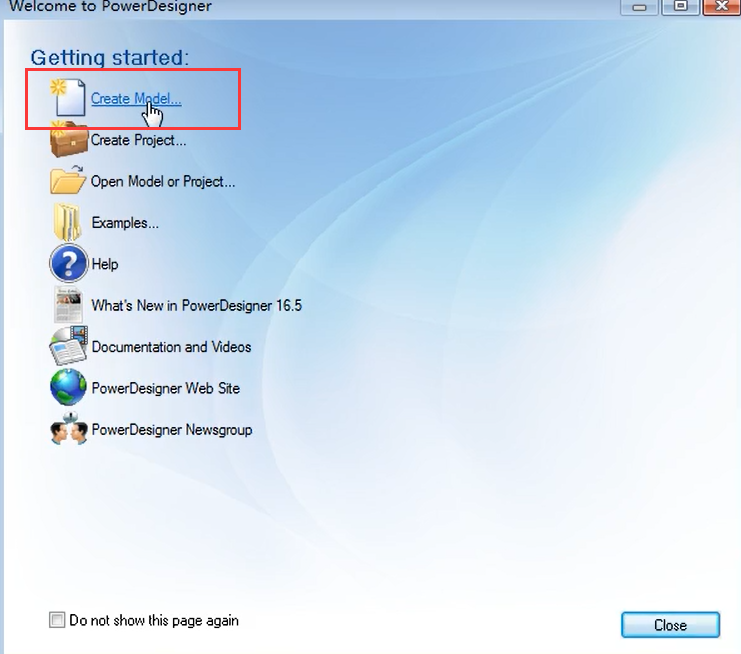 Welcome to PowerDesigner
Getting started:
Create Model...
Create Project...
Open Model or Project...
Examples...
Help
What's New in PowerDesigner 16.5
Documentation and Videos
PowerDesigner Web Site
PowerDesigner Newsgroup
Do not show this page again
Close